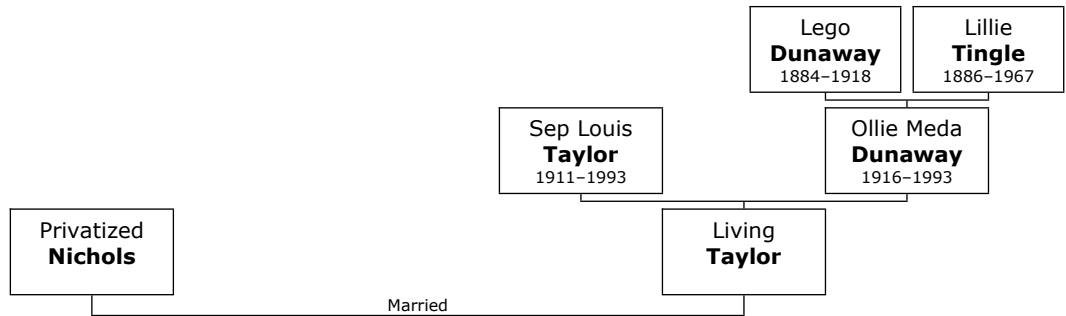 Lego
Dunaway
1884–1918
Lillie
Tingle
1886–1967
Sep Louis
Taylor
1911–1993
Ollie Meda
Dunaway
1916–1993
Privatized
Nichols
Living
Taylor
Married